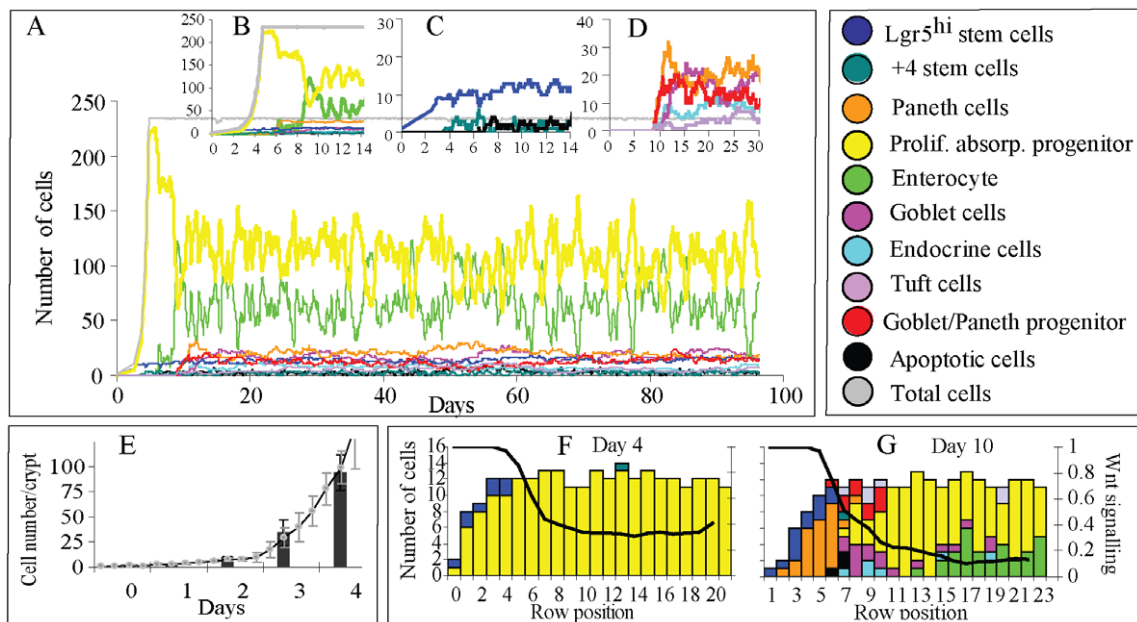 A
B
C
D
250
200
150
100
50
0
0 2 4 6 8 10 12 14
30
20
10
0
0 2 4 6 8 10 12 14
40
30
20
10
0
0 5 10 15 20 25 30
Number of cells
250
200
150
100
50
0
0 20 40 60 80 100
Days
Lgr5hi stem cells
+4 stem cells
Paneth cells
Prolif. absorp. progenitor
Enterocyte
Goblet cells
Endocrine cells
Tuft cells
Goblet/Paneth progenitor
Apoptotic cells
Total cells
E
Cell number/crypt
100
75
50
25
0
0 1 2 3 4
Days
F Day 4
Number of cells
16
14
12
10
8
6
4
2
0
0 2 4 6 8 10 12 14 16 18 20
Row position
G Day 10
1
0.8
0.6
0.4
0.2
0
Wnt signalling
1 3 5 7 9 11 13 15 17 19 21 23
Row position